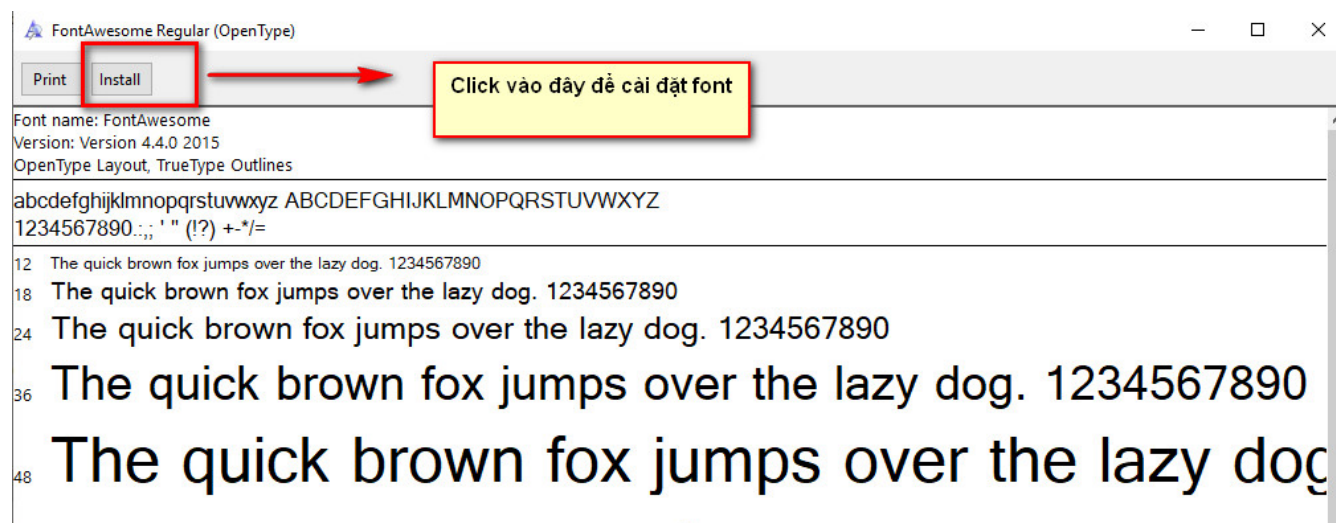 FontAwesome Regular (OpenType)
Print Install
Click vào đây để cài đặt font
Font name: FontAwesome
Version: Version 4.4.0 2015
OpenType Layout, TrueType Outlines
abcdefghijklmnopqrstuvwxyz ABCDEFGHIJKLMNOPQRSTUVWXYZ
1234567890.:,; ' " (!?) +-*/=
12 The quick brown fox jumps over the lazy dog. 1234567890
18 The quick brown fox jumps over the lazy dog. 1234567890
24 The quick brown fox jumps over the lazy dog. 1234567890
36 The quick brown fox jumps over the lazy dog. 1234567890
48 The quick brown fox jumps over the lazy dog